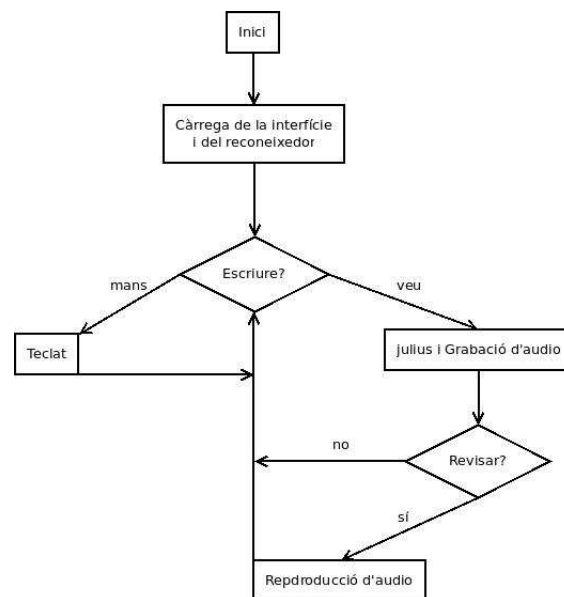 Inici
Càrrega de la interfície
i del reconeixedor
Escriure?
mans
veu
Teclat
Julius i Grabació d'audio
no
Revisar?
sí
Repdroducció d'audio